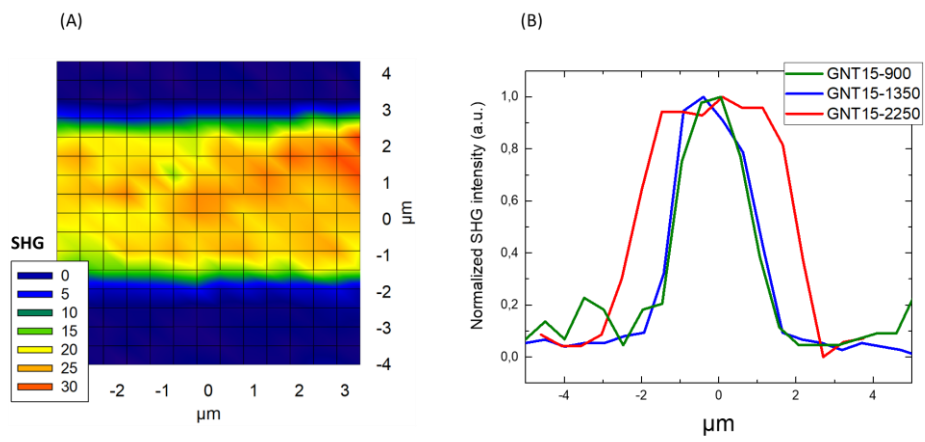 (A)
4
3
2
1
0
-1
-2
-3
-4
µm
SHG
0
5
10
15
20
25
30
-2 -1 0 1 2 3
µm
(B)
GNT15-900
GNT15-1350
GNT15-2250
Normalized SHG intensity (a.u.)
1,0
0,8
0,6
0,4
0,2
0,0
-4 -2 0 2 4
µm